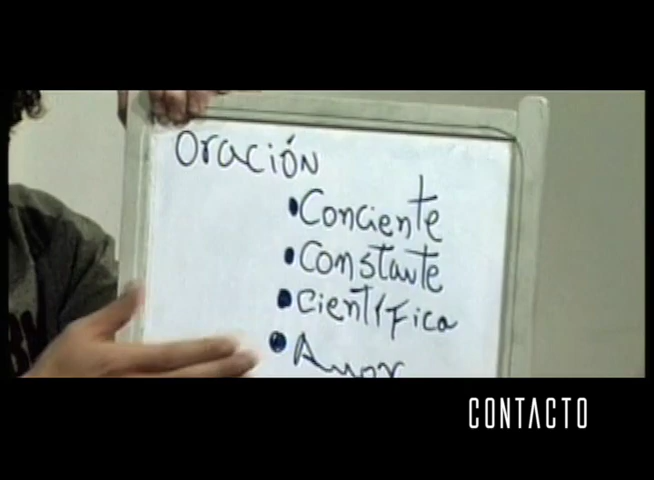 Oración
• Conciente
• Constante
• Científica
• Amor
CONTACTO